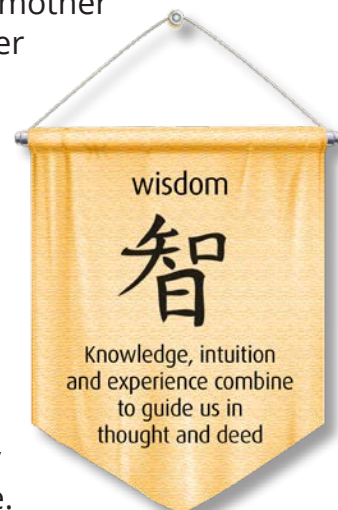 mother
er
wisdom
智
Knowledge, intuition
and experience combine
to guide us in
thought and deed
e.